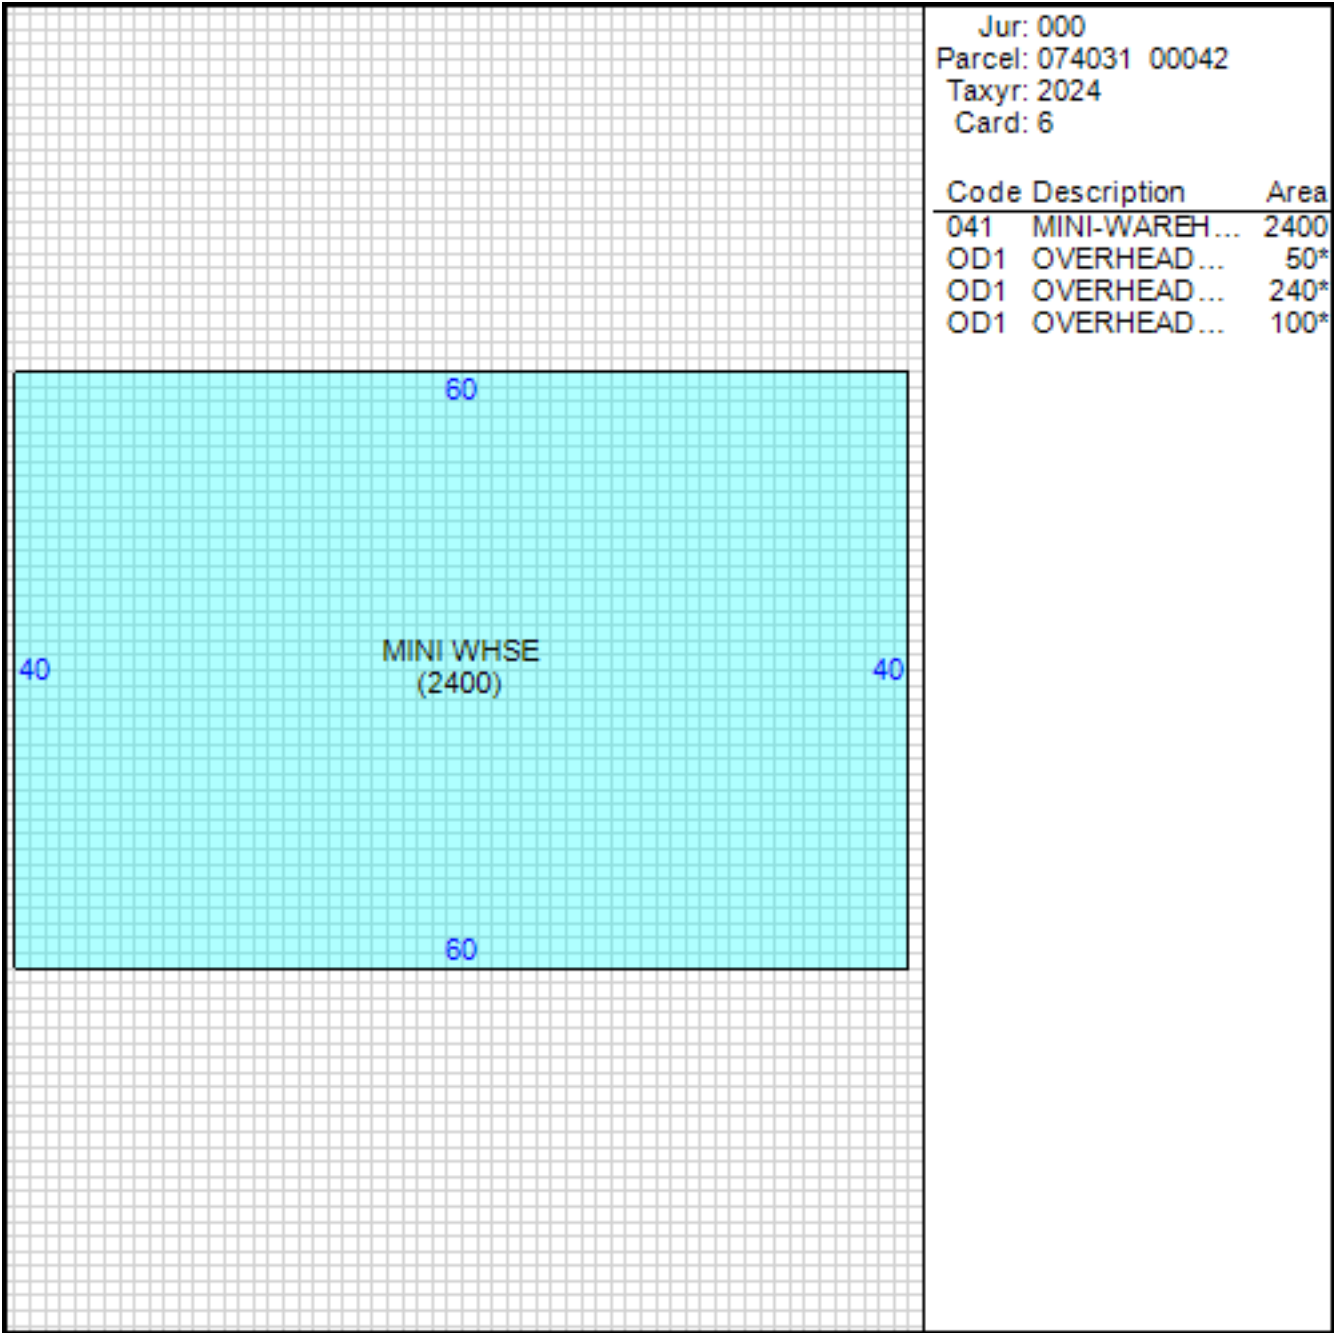 Jur: 000
Parcel: 074031 00042
Taxyr: 2024
Card: 6
Code Description Area
041 MINI-WAREH... 2400
OD1 OVERHEAD... 50*
OD1 OVERHEAD... 240*
OD1 OVERHEAD... 100*
60
MINI WHSE
40 40
(2400)
60